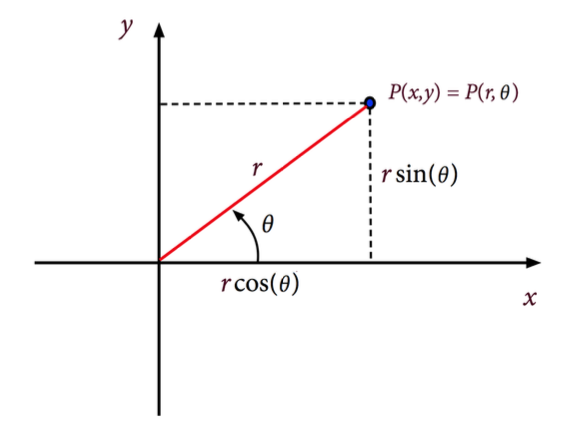 y
P(x,y) = P(r, θ)
r
r sin(θ)
θ
r cos(θ)
x